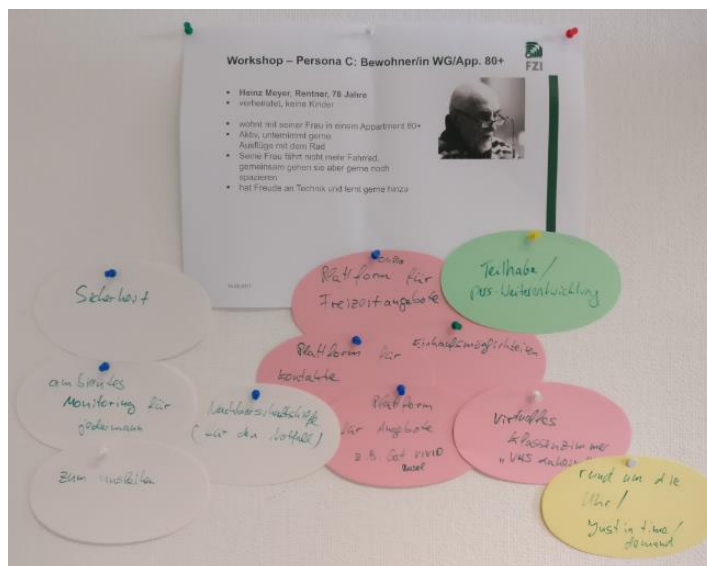 Workshop – Persona C: Bewohner/in WG/App. 80+
FZI
Heinz Meyer, Rentner, 78 Jahre
verheiratet, keine Kinder
wohnt mit seiner Frau in einem Appartment 80+
Aktiv, unternimmt gerne
Ausflüge mit dem Rad
Seine Frau fährt nicht mehr Fahrrad,
gemeinsam gehen sie aber gerne noch
spazieren
hat Freude an Technik und lernt gerne hinzu
Sicherheit
ambientes
Monitoring für
jedermann
zum ausleihen
Nachbarschaftshilfe
(für den Notfall)
Plattform für
Freizeitangebote
Plattform für
Kontakte
Einkaufsmöglichkeiten
Plattform
für Angebote
z.B. Est VIVID
Basel
Teilhabe/
pers. Weiterentwicklung
virtuelles
Klassenzimmer
„VHS daheim"
rund um die
Uhr/
Just in time/
demand